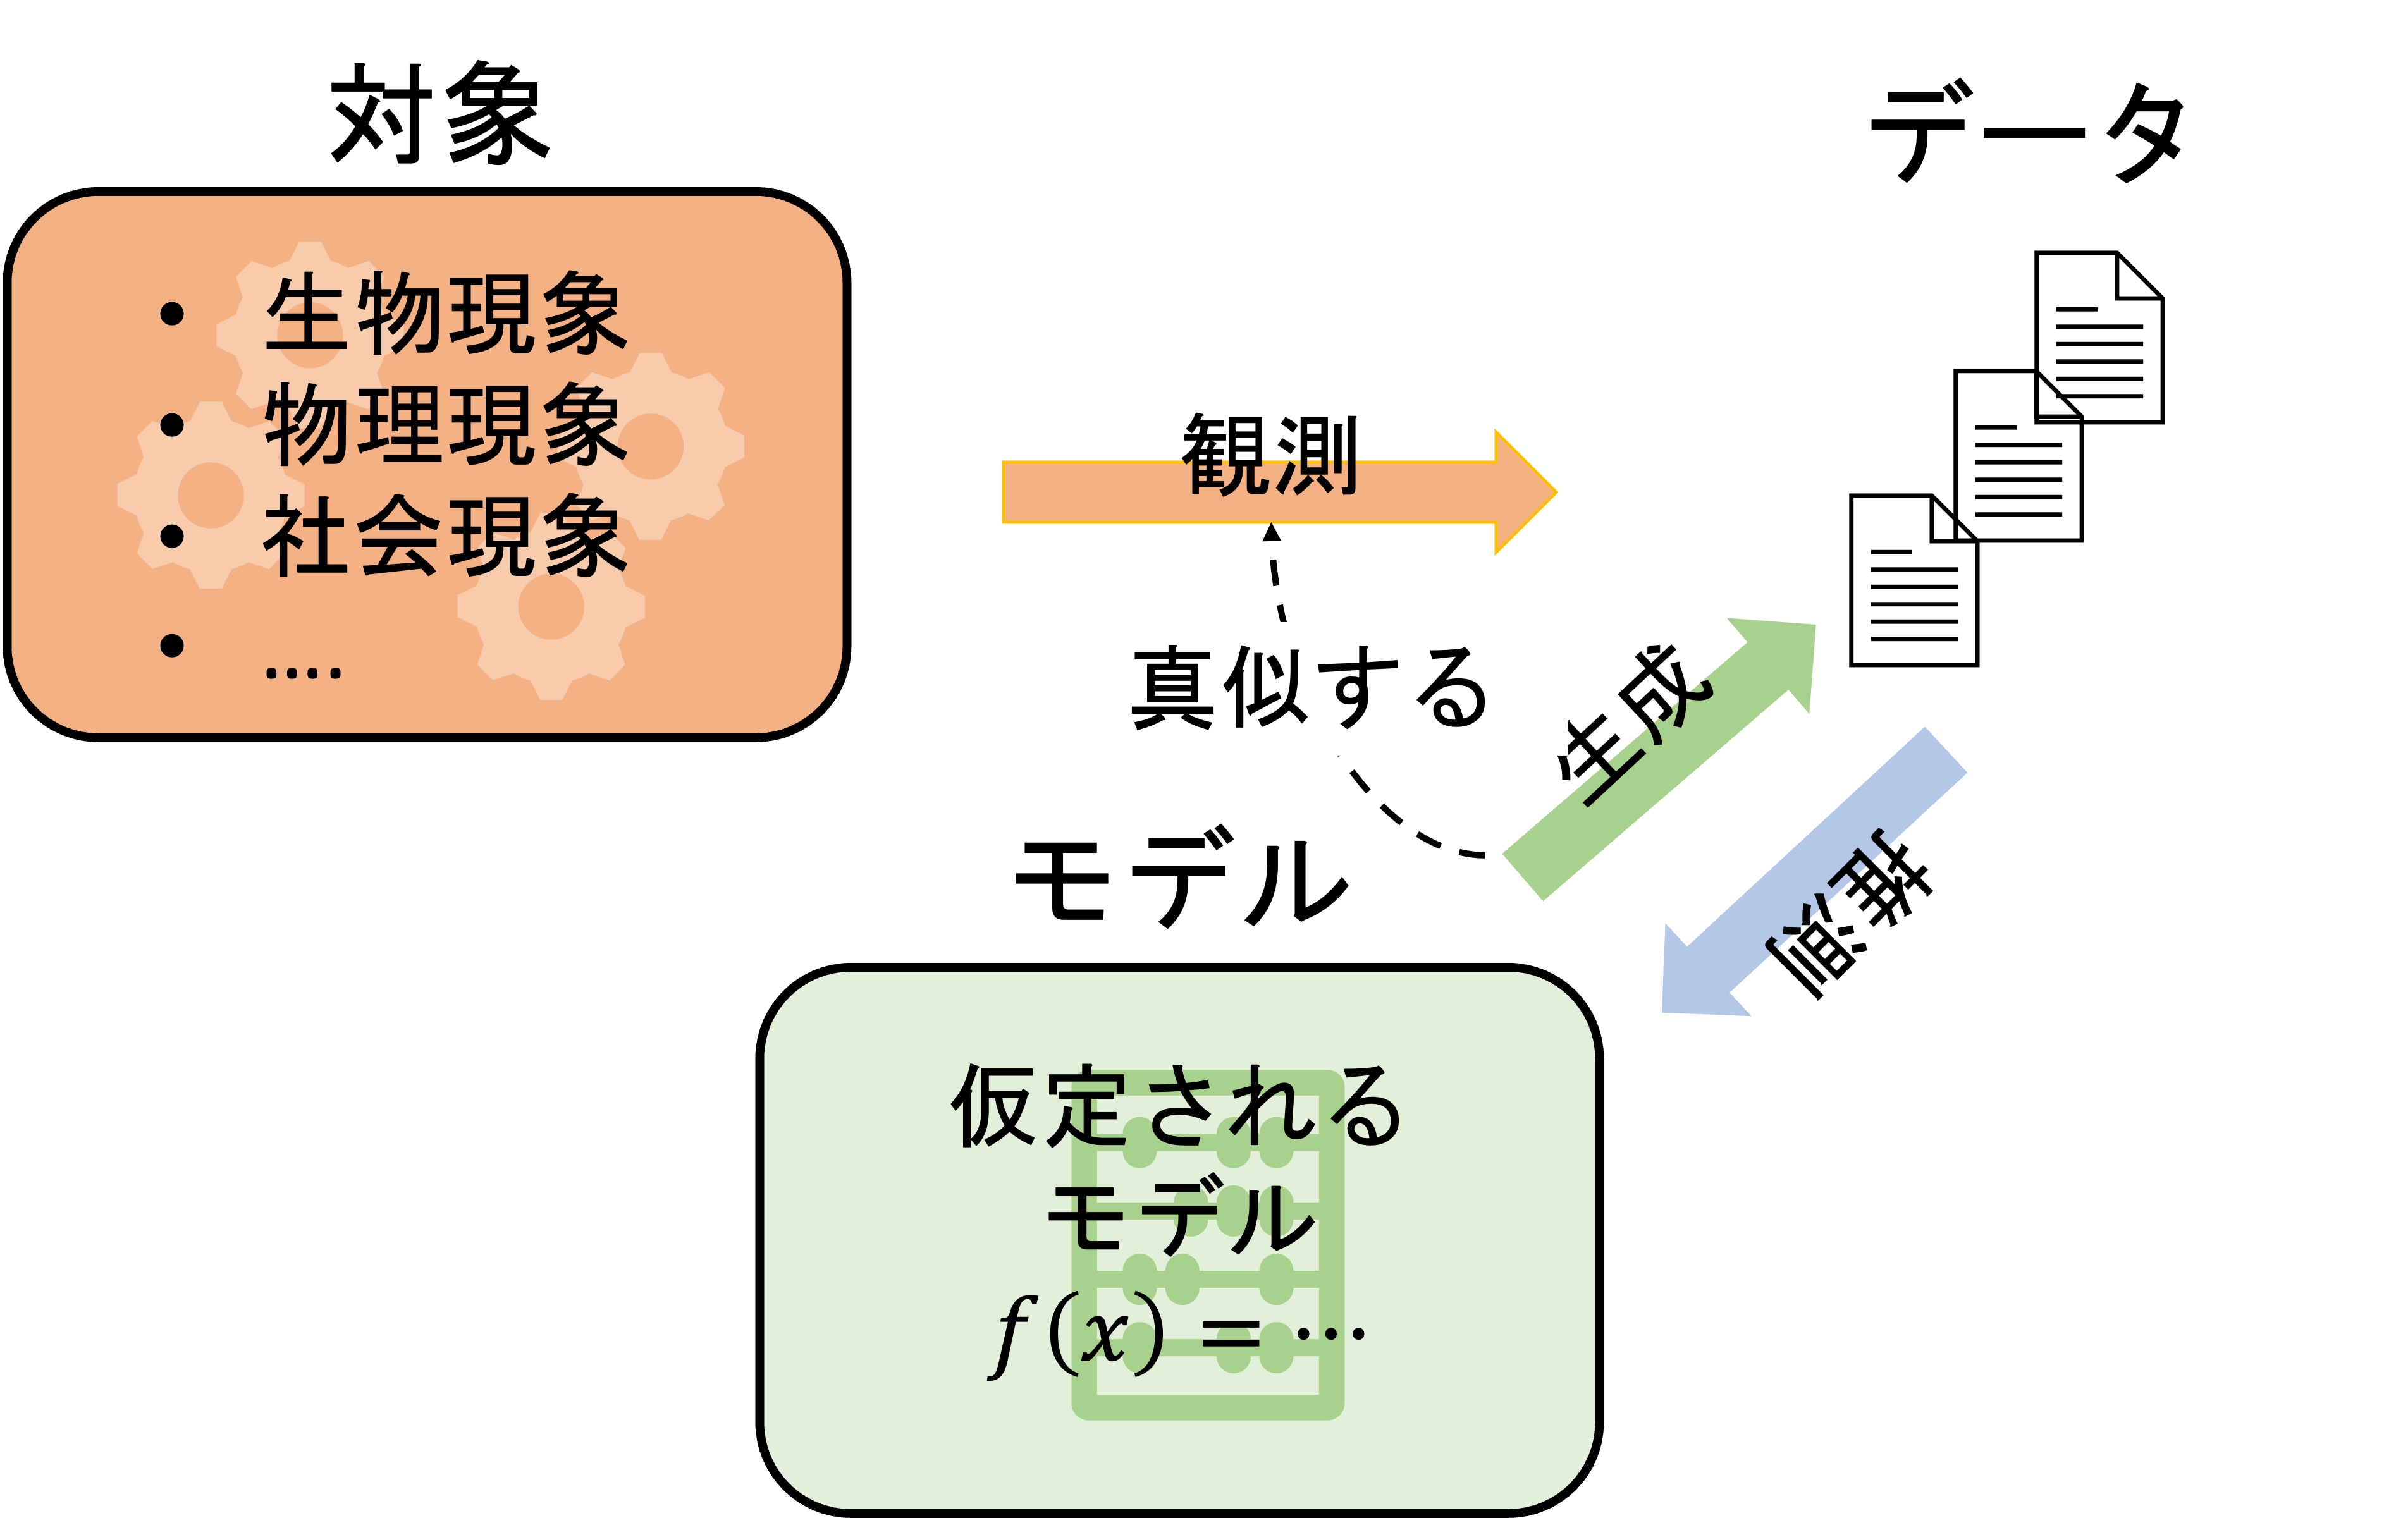 対象
データ
• 生物現象
• 物理現象
• 社会現象
• ....
観測
真似する
生成
推測
モデル
仮定される
モデル
f(x) = ⋯